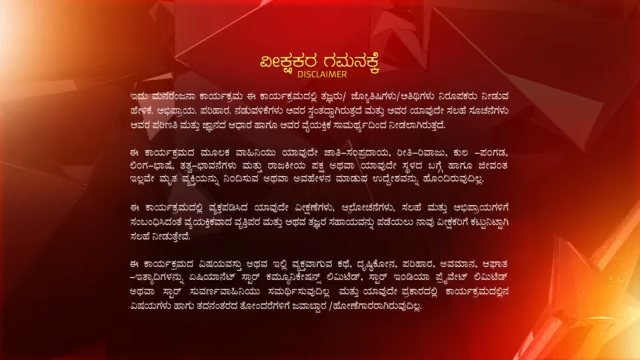 ವೀಕ್ಷಕರ ಗಮನಕ್ಕೆ
DISCLAIMER
ಇದು ಮನರಂಜನಾ ಕಾರ್ಯಕ್ರಮ ಈ ಕಾರ್ಯಕ್ರಮದಲ್ಲಿ ತಜ್ಞರು/ ಜ್ಯೋತಿಷಿಗಳು/ಅತಿಥಿಗಳು ನಿರೂಪಕರು ನೀಡುವ
ಹೇಳಿಕೆ. ಅಭಿಪ್ರಾಯ. ಪರಿಹಾರ. ನಡುವಳಿಕೆಗಳು ಅವರ ಸ್ವಂತದ್ದಾಗಿರುತ್ತದೆ ಮತ್ತು ಅವರ ಯಾವುದೇ ಸಲಹೆ ಸೂಚನೆಗಳು
ಅವರ ಪರಿಣತಿ ಮತ್ತು ಜ್ಞಾನದ ಆಧಾರ ಹಾಗೂ ಅವರ ವೈಯಕ್ತಿಕ ಸಾಮರ್ಥ್ಯದಿಂದ ನೀಡಲಾಗಿರುತ್ತದೆ.
ಈ ಕಾರ್ಯಕ್ರಮದ ಮೂಲಕ ವಾಹಿನಿಯು ಯಾವುದೇ ಜಾತಿ-ಸಂಪ್ರದಾಯ, ರೀತಿ-ರಿವಾಜು, ಕುಲ -ಪಂಗಡ,
ಲಿಂಗ-ಭಾಷೆ, ತತ್ವ-ಭಾವನೆಗಳು ಮತ್ತು ರಾಜಕೀಯ ಪಕ್ಷ ಅಥವಾ ಯಾವುದೇ ಸ್ಥಳದ ಬಗ್ಗೆ ಹಾಗೂ ಜೀವಂತ
ಇಲ್ಲವೇ ಮೃತ ವ್ಯಕ್ತಿಯನ್ನು ನಿಂದಿಸುವ ಅಥವಾ ಅವಹೇಳನ ಮಾಡುವ ಉದ್ದೇಶವನ್ನು ಹೊಂದಿರುವುದಿಲ್ಲ.
ಈ ಕಾರ್ಯಕ್ರಮದಲ್ಲಿ ವ್ಯಕ್ತಪಡಿಸಿದ ಯಾವುದೇ ವೀಕ್ಷಣೆಗಳು, ಆಲೋಚನೆಗಳು, ಸಲಹೆ ಮತ್ತು ಅಭಿಪ್ರಾಯಗಳಿಗೆ
ಸಂಬಂಧಿಸಿದಂತೆ ವ್ಯಯಕ್ತಿಕವಾದ ವೃತ್ತಿಪರ ಮತ್ತು ಅಥವ ತಜ್ಞರ ಸಹಾಯವನ್ನು ಪಡೆಯಲು ನಾವು ವೀಕ್ಷಕರಿಗೆ ಕಟ್ಟುನಿಟ್ಟಾಗಿ
ಸಲಹೆ ನೀಡುತ್ತೇವೆ.
ಈ ಕಾರ್ಯಕ್ರಮದ ವಿಷಯವಸ್ತು ಅಥವ ಇಲ್ಲಿ ವ್ಯಕ್ತವಾಗುವ ಕಥೆ, ದೃಷ್ಠಿಕೋನ, ಪರಿಹಾರ, ಅವಮಾನ, ಆಘಾತ
-ಇತ್ಯಾದಿಗಳನ್ನು ಏಷಿಯಾನೆಟ್ ಸ್ಟಾರ್ ಕಮ್ಯೂನಿಕೇಷನ್ಸ್ ಲಿಮಿಟೆಡ್, ಸ್ಟಾರ್ ಇಂಡಿಯಾ ಪ್ರೈವೇಟ್ ಲಿಮಿಟೆಡ್
ಅಥವಾ ಸ್ಟಾರ್ ಸುವರ್ಣವಾಹಿನಿಯು ಸಮರ್ಥಿಸುವುದಿಲ್ಲ ಮತ್ತು ಯಾವುದೇ ಪ್ರಕಾರದಲ್ಲಿ ಕಾರ್ಯಕ್ರಮದಲ್ಲಿನ
ವಿಷಯಗಳು ಹಾಗು ತದನಂತರದ ತೊಂದರೆಗಳಿಗೆ ಜವಾಬ್ದಾರ /ಹೋಣೆಗಾರರಾಗಿರುವುದಿಲ್ಲ.